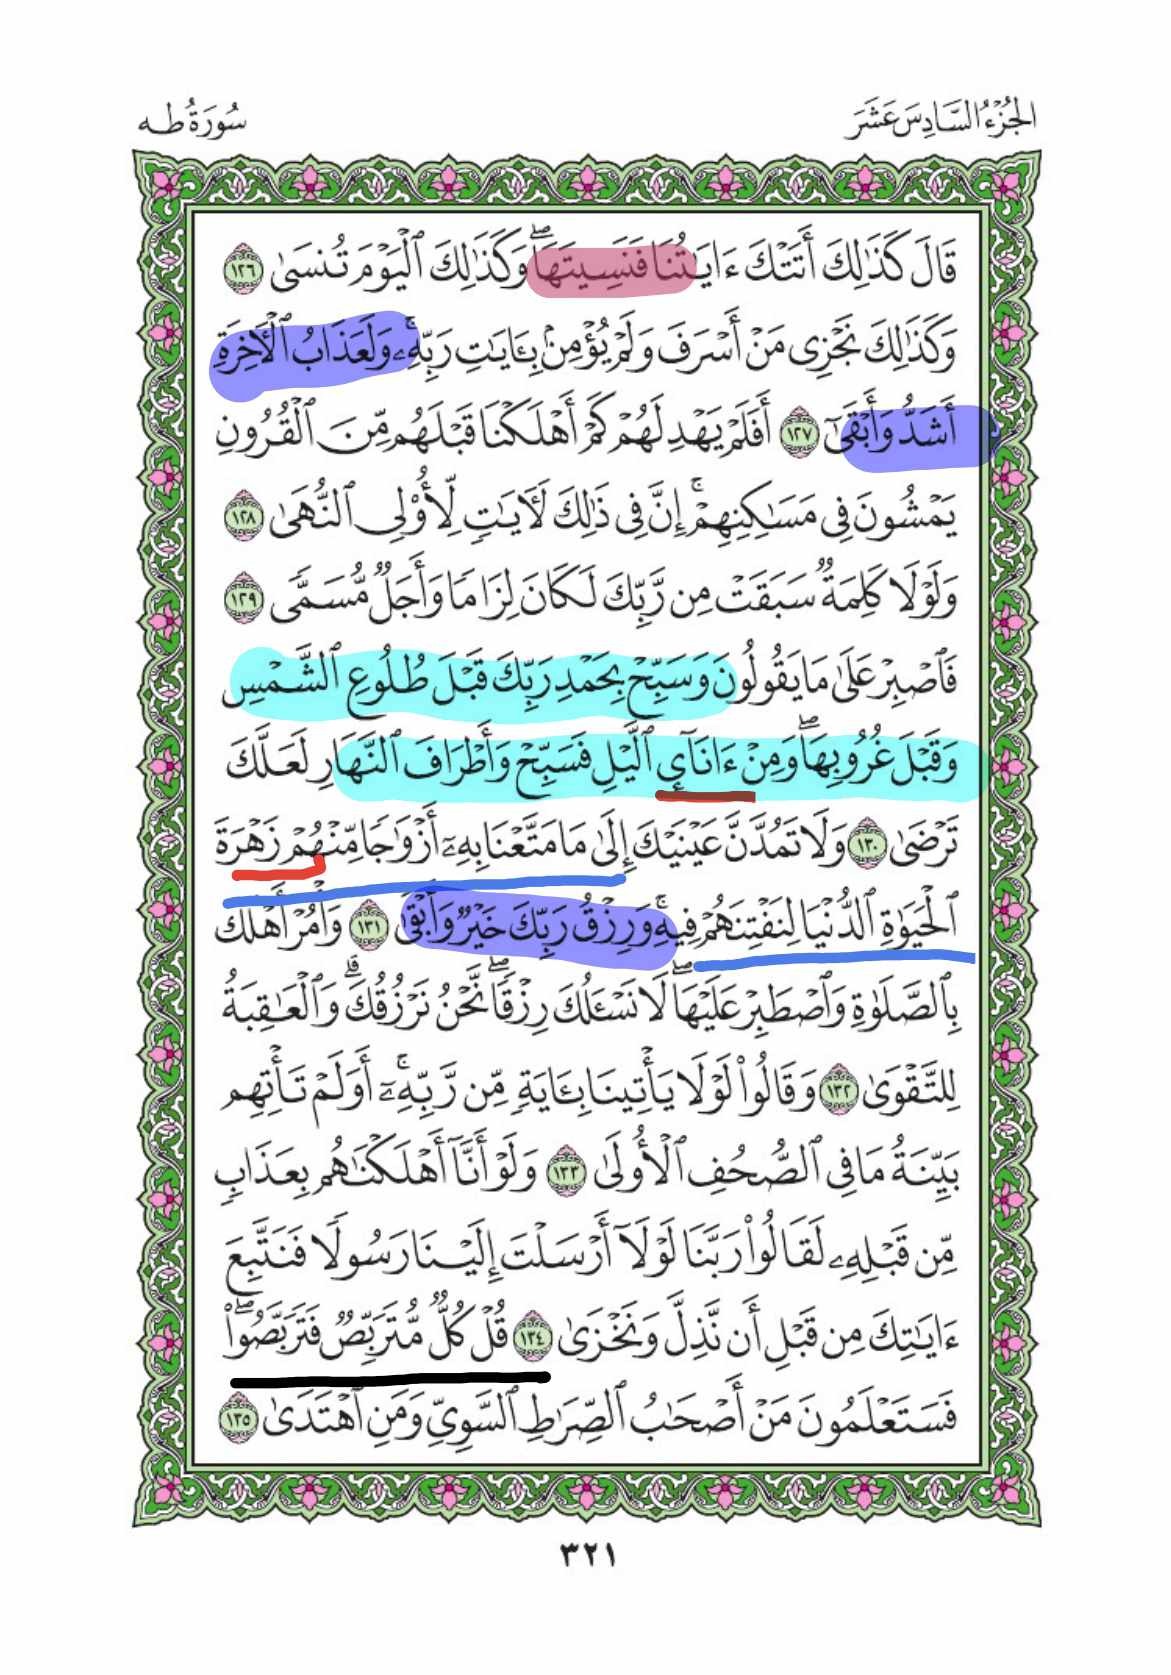 الجُزْءُ السَّادِسَ عَشَرَ
سُورَةُ طه
قَالَ كَذَٰلِكَ أَتَتۡكَ ءَايَٰتُنَا فَنَسِيتَهَاۖ وَكَذَٰلِكَ ٱلۡيَوۡمَ تُنسَىٰ ١٢٦
وَكَذَٰلِكَ نَجۡزِي مَنۡ أَسۡرَفَ وَلَمۡ يُؤۡمِنۢ بِـَٔايَٰتِ رَبِّهِۦۚ وَلَعَذَابُ ٱلۡأٓخِرَةِ
أَشَدُّ وَأَبۡقَىٰٓ ١٢٧ أَفَلَمۡ يَهۡدِ لَهُمۡ كَمۡ أَهۡلَكۡنَا قَبۡلَهُم مِّنَ ٱلۡقُرُونِ
يَمۡشُونَ فِي مَسَٰكِنِهِمۡۚ إِنَّ فِي ذَٰلِكَ لَأٓيَٰتٖ لِّأُوْلِي ٱلنُّهَىٰ ١٢٨
وَلَوۡلَا كَلِمَةٞ سَبَقَتۡ مِن رَّبِّكَ لَكَانَ لِزَامٗا وَأَجَلٞ مُّسَمّٗى ١٢٩
فَٱصۡبِرۡ عَلَىٰ مَا يَقُولُونَ وَسَبِّحۡ بِحَمۡدِ رَبِّكَ قَبۡلَ طُلُوعِ ٱلشَّمۡسِ
وَقَبۡلَ غُرُوبِهَاۖ وَمِنۡ ءَانَآيِٕ ٱلَّيۡلِ فَسَبِّحۡ وَأَطۡرَافَ ٱلنَّهَارِ لَعَلَّكَ
تَرۡضَىٰ ١٣٠ وَلَا تَمُدَّنَّ عَيۡنَيۡكَ إِلَىٰ مَا مَتَّعۡنَا بِهِۦٓ أَزۡوَٰجٗا مِّنۡهُمۡ زَهۡرَةَ
ٱلۡحَيَوٰةِ ٱلدُّنۡيَا لِنَفۡتِنَهُمۡ فِيهِۚ وَرِزۡقُ رَبِّكَ خَيۡرٞ وَأَبۡقَىٰ ١٣١ وَأۡمُرۡ أَهۡلَكَ
بِٱلصَّلَوٰةِ وَٱصۡطَبِرۡ عَلَيۡهَاۖ لَا نَسۡـَٔلُكَ رِزۡقٗاۖ نَّحۡنُ نَرۡزُقُكَۗ وَٱلۡعَٰقِبَةُ
لِلتَّقۡوَىٰ ١٣٢ وَقَالُواْ لَوۡلَا يَأۡتِينَا بِـَٔايَةٖ مِّن رَّبِّهِۦٓۚ أَوَلَمۡ تَأۡتِهِم
بَيِّنَةُ مَا فِي ٱلصُّحُفِ ٱلۡأُولَىٰ ١٣٣ وَلَوۡ أَنَّآ أَهۡلَكۡنَٰهُم بِعَذَابٖ
مِّن قَبۡلِهِۦ لَقَالُواْ رَبَّنَا لَوۡلَآ أَرۡسَلۡتَ إِلَيۡنَا رَسُولٗا فَنَتَّبِعَ
ءَايَٰتِكَ مِن قَبۡلِ أَن نَّذِلَّ وَنَخۡزَىٰ ١٣٤ قُلۡ كُلّٞ مُّتَرَبِّصٞ فَتَرَبَّصُواْۖ
فَسَتَعۡلَمُونَ مَنۡ أَصۡحَٰبُ ٱلصِّرَٰطِ ٱلسَّوِيِّ وَمَنِ ٱهۡتَدَىٰ ١٣٥
٣٢١